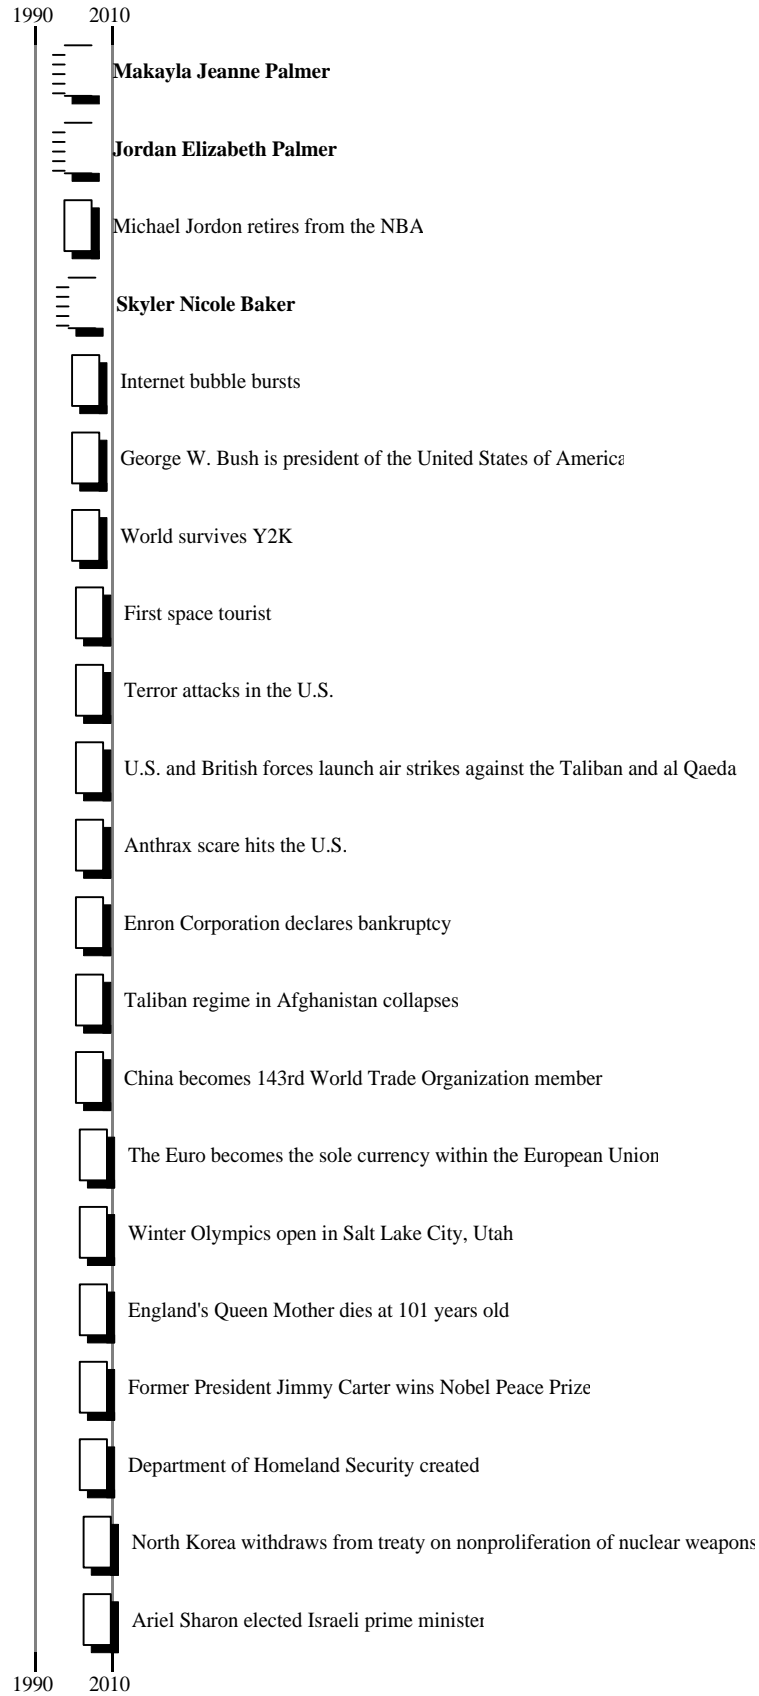 1990 2010
Makayla Jeanne Palmer
Jordan Elizabeth Palmer
Michael Jordon retires from the NBA
Skyler Nicole Baker
Internet bubble bursts
George W. Bush is president of the United States of America
World survives Y2K
First space tourist
Terror attacks in the U.S.
U.S. and British forces launch air strikes against the Taliban and al Qaeda
Anthrax scare hits the U.S.
Enron Corporation declares bankruptcy
Taliban regime in Afghanistan collapses
China becomes 143rd World Trade Organization member
The Euro becomes the sole currency within the European Union
Winter Olympics open in Salt Lake City, Utah
England's Queen Mother dies at 101 years old
Former President Jimmy Carter wins Nobel Peace Prize
Department of Homeland Security created
North Korea withdraws from treaty on nonproliferation of nuclear weapons
Ariel Sharon elected Israeli prime minister
1990 2010